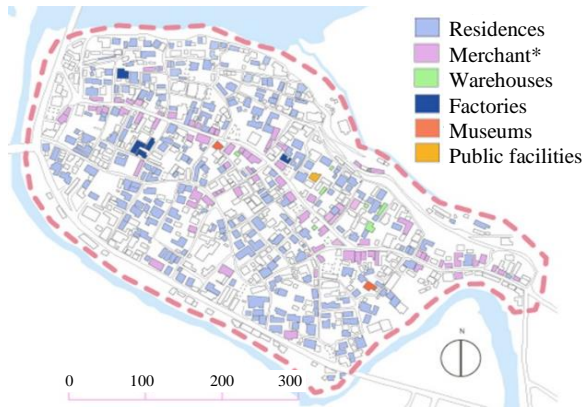 Residences
Merchant*
Warehouses
Factories
Museums
Public facilities
N
0 100 200 300